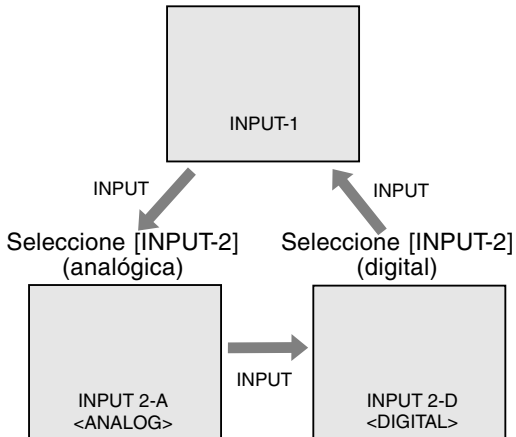 INPUT-1
INPUT
INPUT
Seleccione [INPUT-2]
(analógica)
Seleccione [INPUT-2]
(digital)
INPUT
INPUT 2-A
<ANALOG>
INPUT 2-D
<DIGITAL>